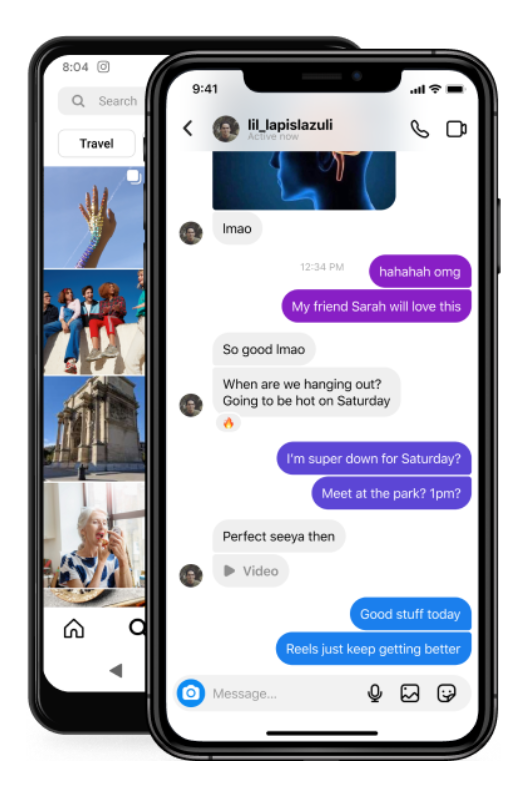 8:04
Search
Travel
9:41
lil_lapislazuli
Active now
lmao
12:34 PM
hahahah omg
My friend Sarah will love this
So good lmao
When are we hanging out?
Going to be hot on Saturday
I'm super down for Saturday?
Meet at the park? 1pm?
Perfect seeya then
Video
Good stuff today
Reels just keep getting better
Message...